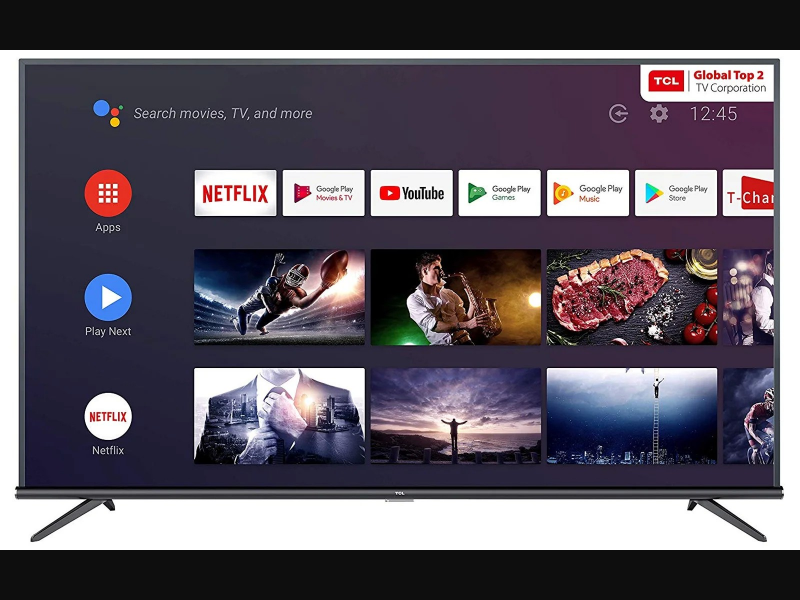 TCL
Global Top 2
TV Corporation
Search movies, TV, and more
12:45
NETFLIX
Google Play
Movies & TV
YouTube
Google Play
Games
Google Play
Music
Google Play
Store
T-Chan
Apps
Play Next
NETFLIX
Netflix
TCL